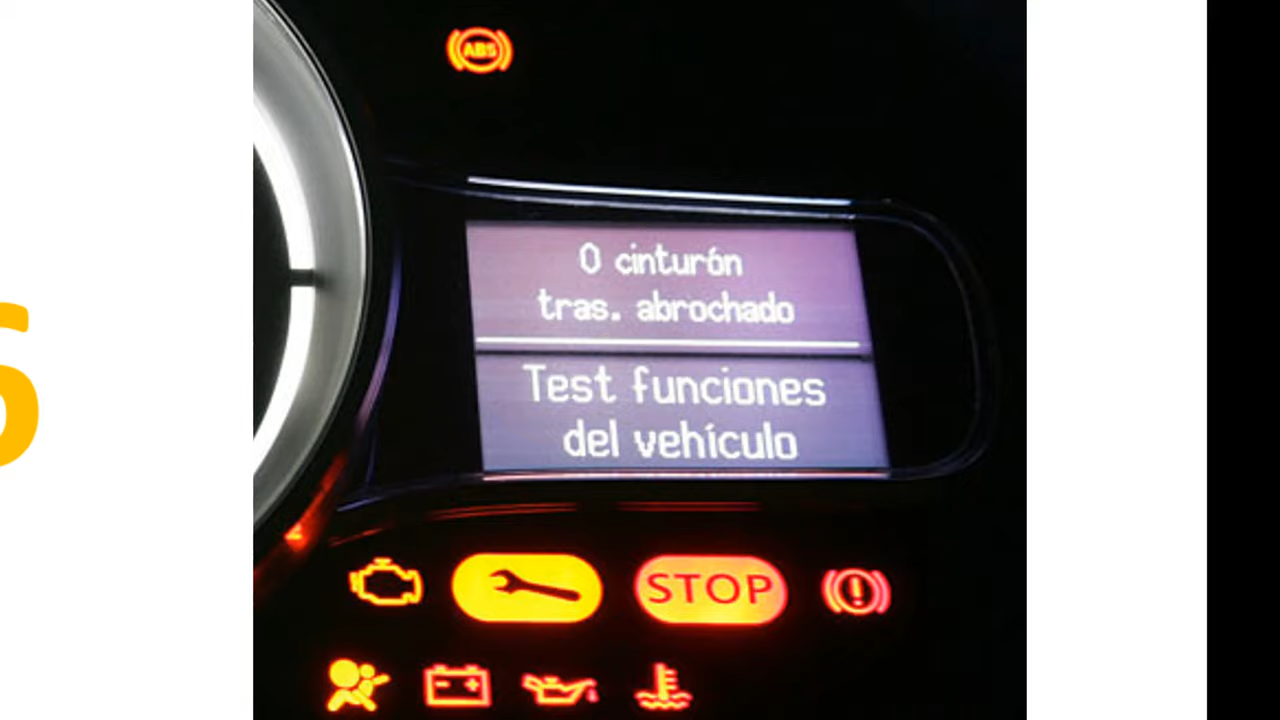 ABS
0 cinturón
tras. abrochado
Test funciones
del vehículo
STOP